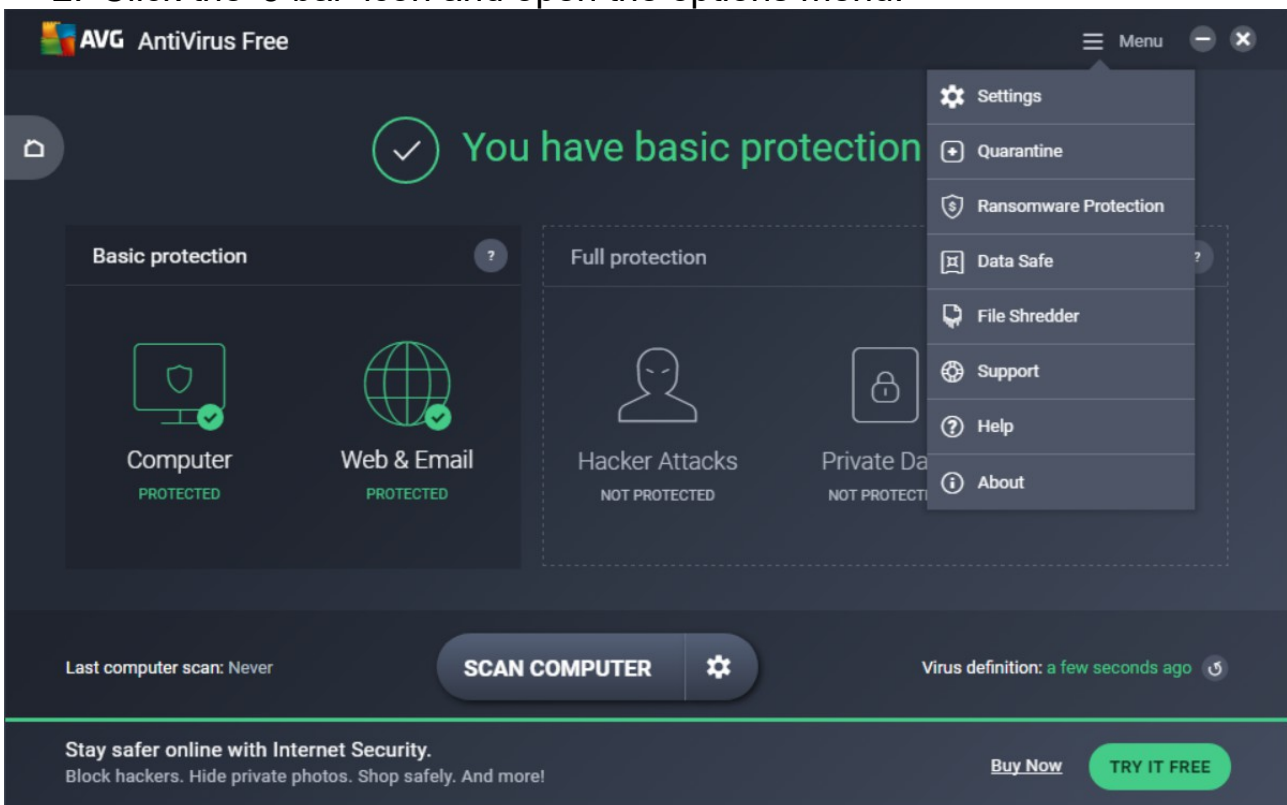 AVG AntiVirus Free
Menu
Settings
You have basic protection
Quarantine
Ransomware Protection
Basic protection
?
Full protection
Data Safe
?
File Shredder
Support
Help
Computer
Web & Email
Hacker Attacks
Private Da
PROTECTED
PROTECTED
NOT PROTECTED
NOT PROTECT
About
Last computer scan: Never
SCAN COMPUTER
Virus definition: a few seconds ago
Stay safer online with Internet Security.
Block hackers. Hide private photos. Shop safely. And more!
Buy Now
TRY IT FREE